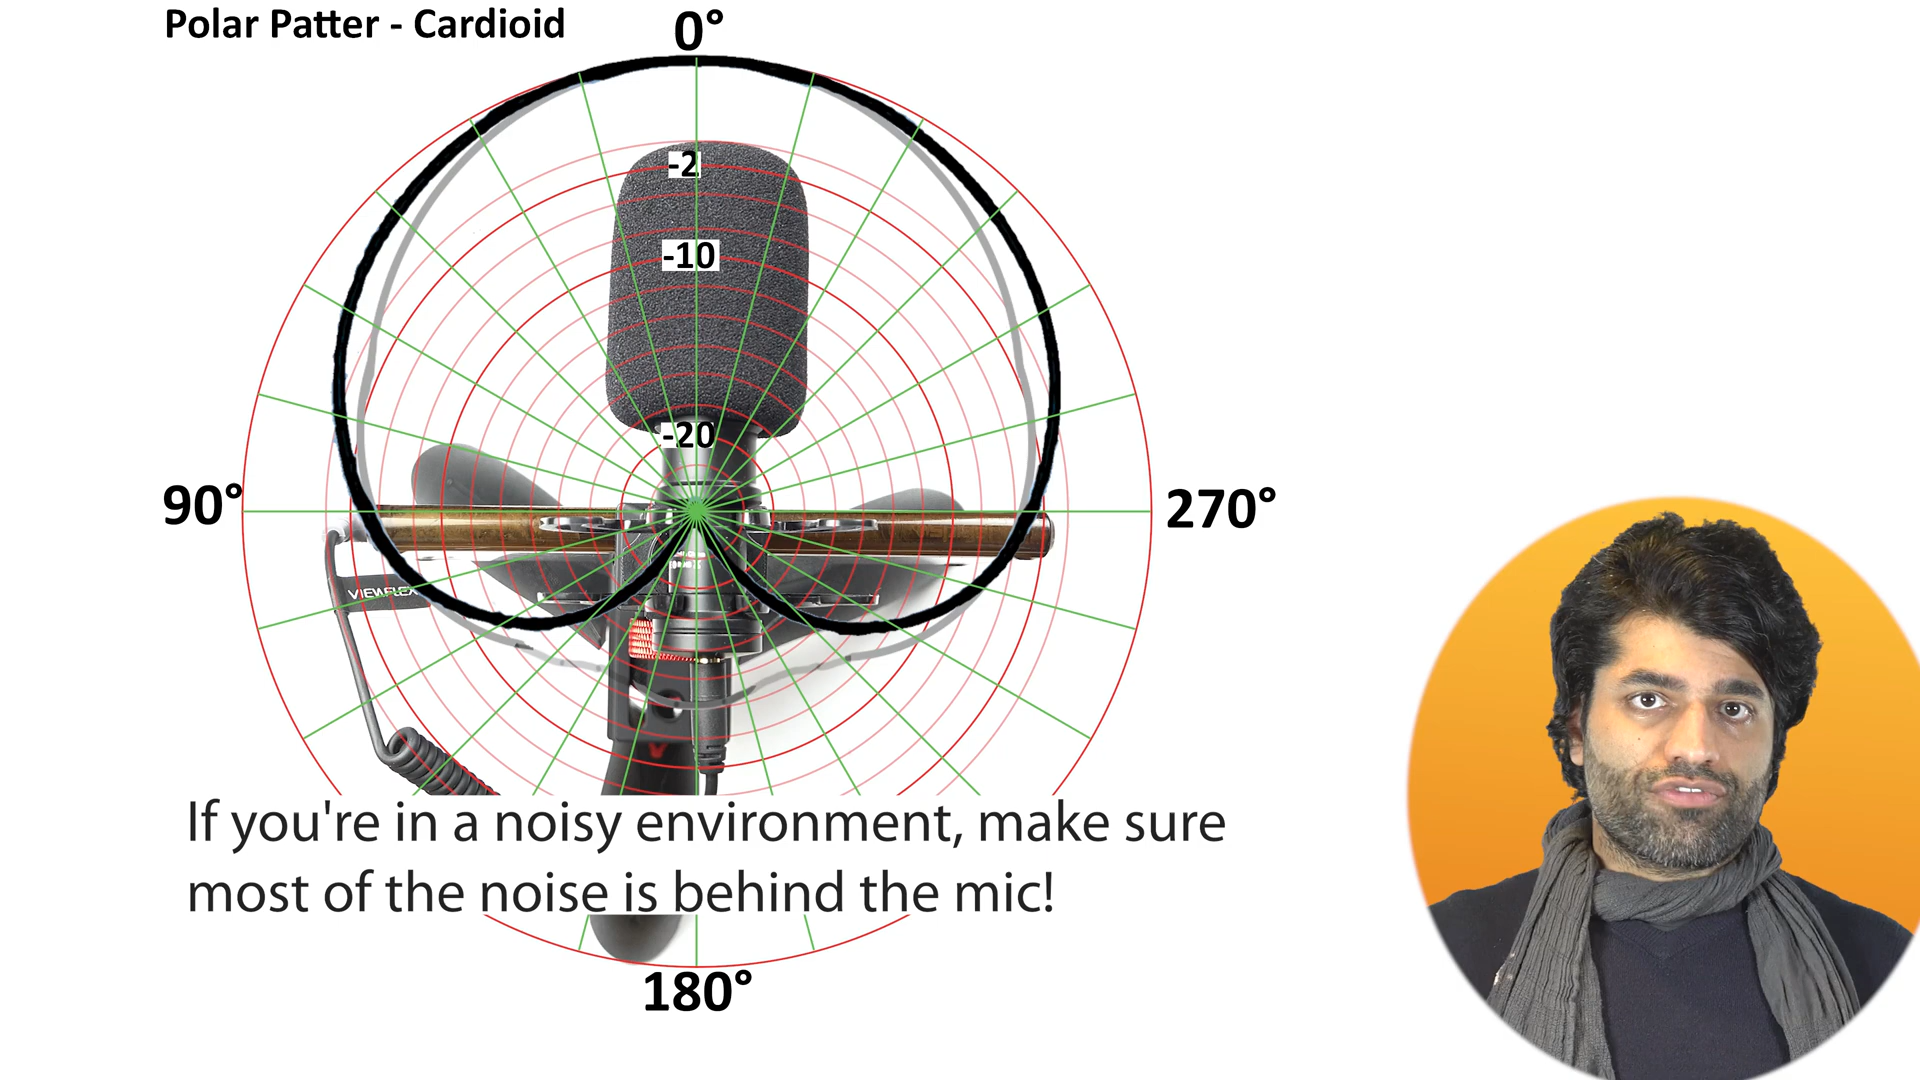 Polar Patter - Cardioid
0°
-2
-10
-20
90°
270°
VIEWFLEX
If you're in a noisy environment, make sure
most of the noise is behind the mic!
180°